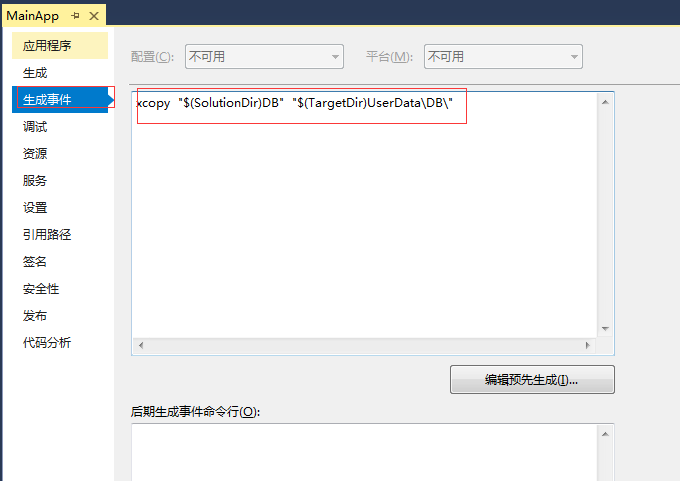 MainApp
应用程序
配置(C): 不可用 平台(M): 不可用
生成
生成事件
xcopy "$(SolutionDir)DB" "$(TargetDir)UserData\DB\"
调试
资源
服务
设置
引用路径
签名
安全性
发布
代码分析
编辑预先生成(I)...
后期生成事件命令行(O):